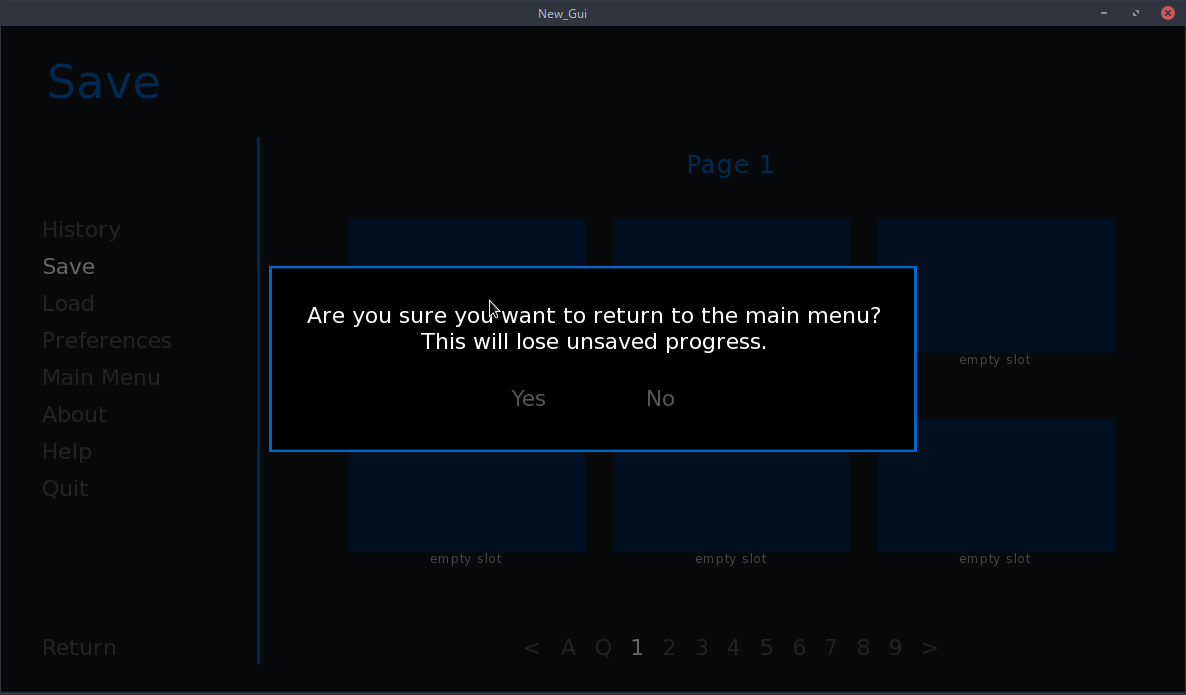 New_Gui
Save
Page 1
History
Save
Load
Preferences
Main Menu
About
Help
Quit
Return
Are you sure you want to return to the main menu?
This will lose unsaved progress.
Yes No
empty slot
empty slot empty slot empty slot
< A Q 1 2 3 4 5 6 7 8 9 >